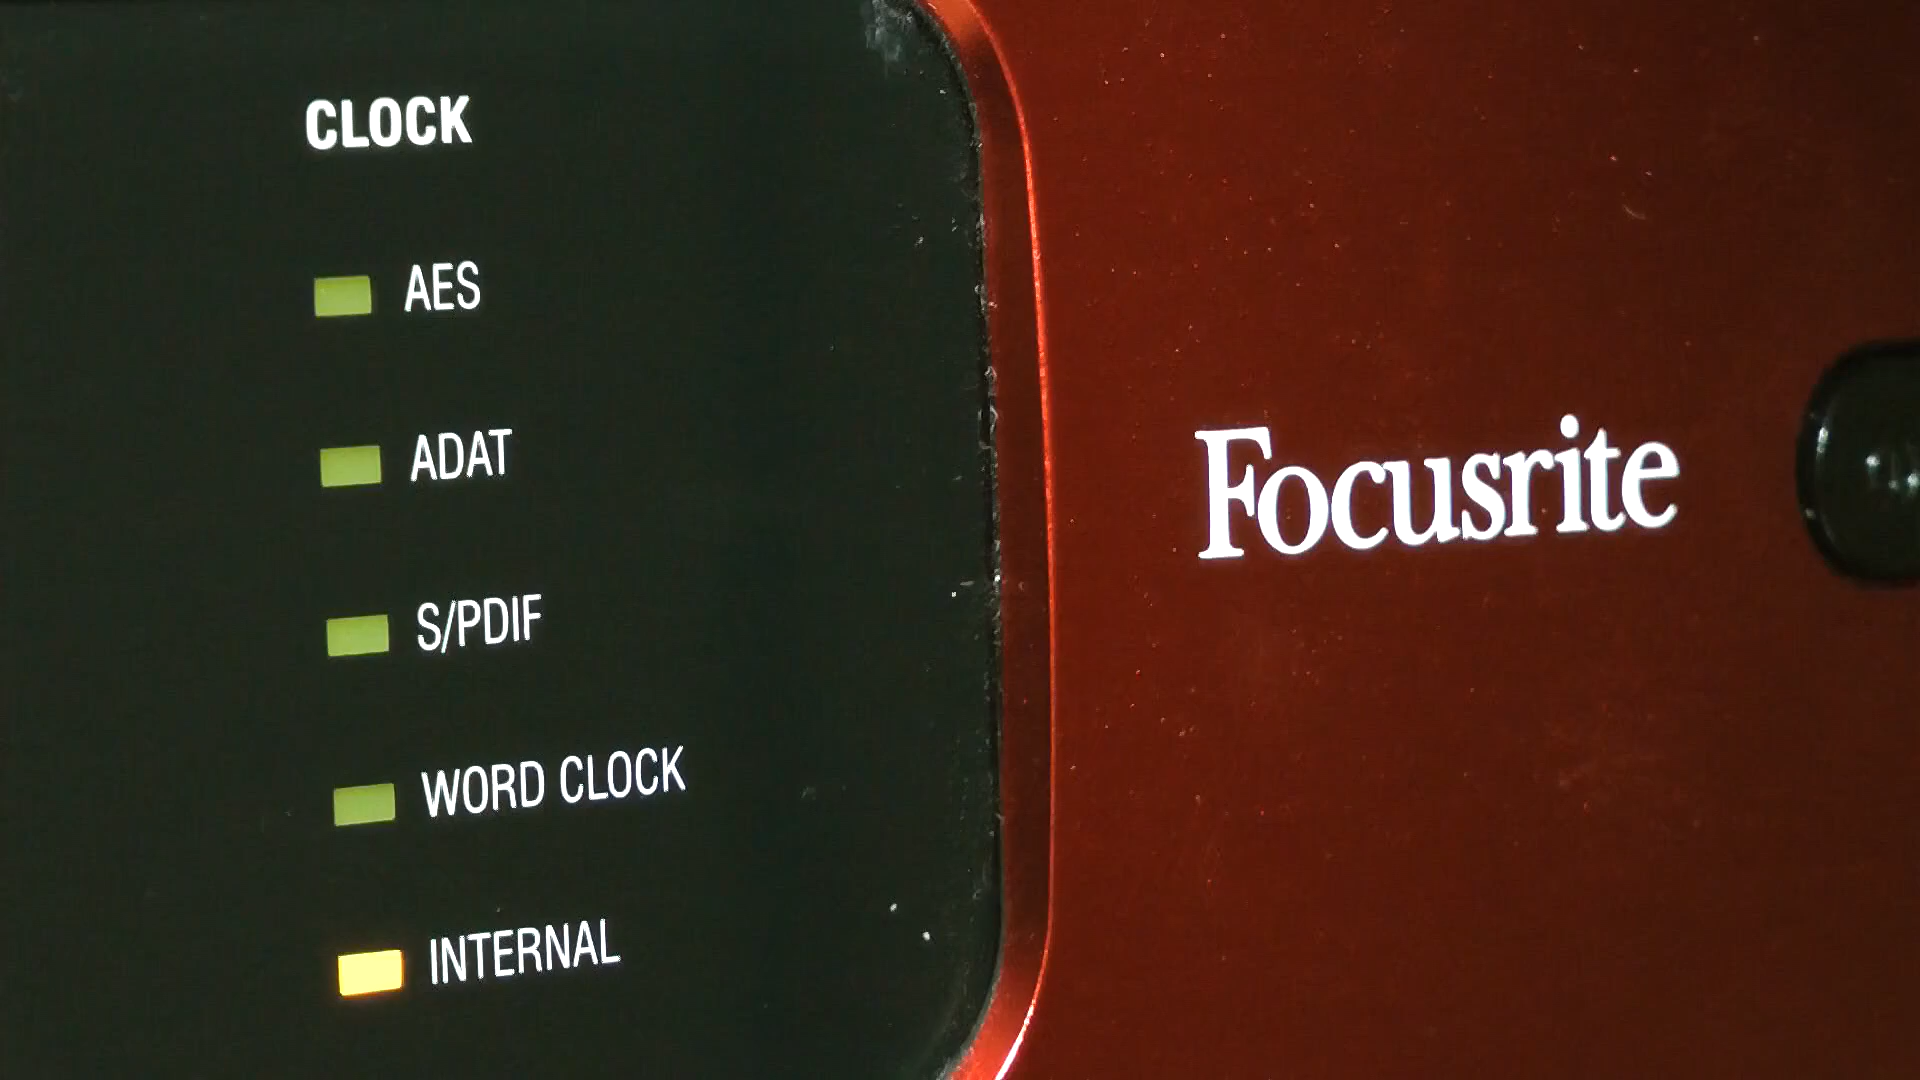 CLOCK
AES
ADAT
S/PDIF
WORD CLOCK
INTERNAL
Focusrite